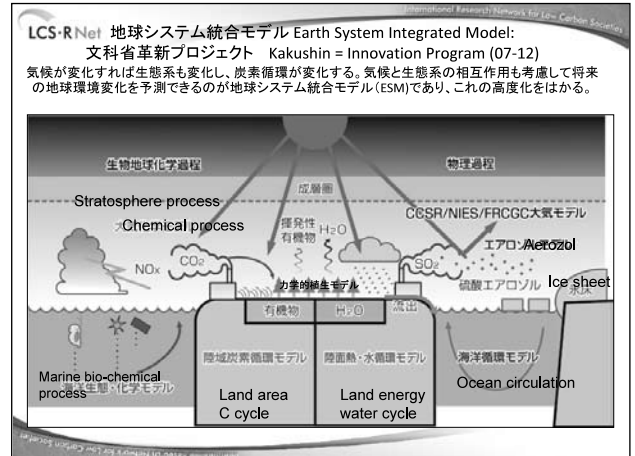 International Research Network for Low Carbon Societies
LCS-RNet 地球システム統合モデル Earth System Integrated Model:
文科省革新プロジェクト Kakushin = Innovation Program (07-12)
気候が変化すれば生態系も変化し、炭素循環が変化する。気候と生態系の相互作用も考慮して将来
の地球環境変化を予測できるのが地球システム統合モデル(ESM)であり、これの高度化をはかる。
生物地球化学過程
物理過程
成層圏
Stratosphere process
CCSR/NIES/FRCGC大気モデル
Chemical process
揮発性
有機物
H₂O
エアロゾル
Aerozol
NOx
CO₂
SO₂
力学的植生モデル
硫酸エアロゾル
Ice sheet
氷床
有機物
H₂O
流出
陸域炭素循環モデル
陸面熱・水循環モデル
海洋循環モデル
Marine bio-chemical
process
海洋生態・化学モデル
Land area
C cycle
Land energy
water cycle
Ocean circulation